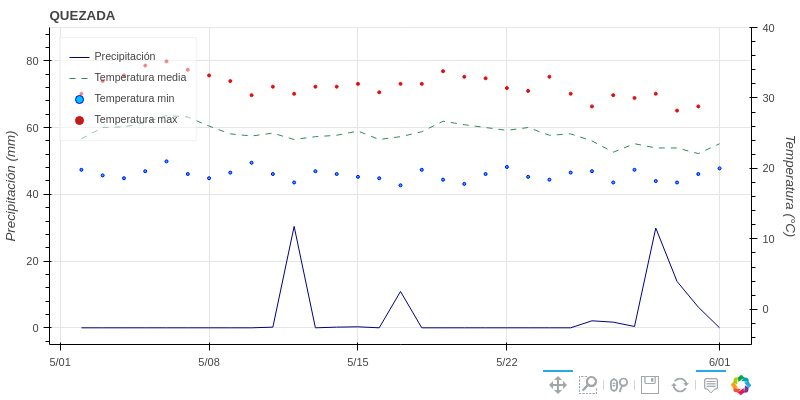 QUEZADA
Precipitación
Temperatura media
Temperatura min
Temperatura max
80
60
40
20
0
Precipitación (mm)
40
30
20
10
0
Temperatura (°C)
5/01
5/08
5/15
5/22
6/01